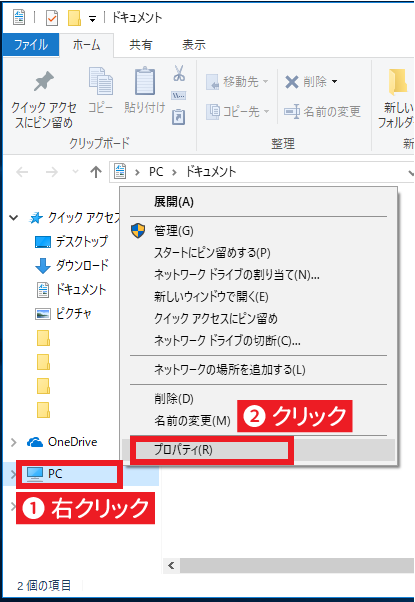 ドキュメント
ファイル ホーム 共有 表示
クイック アクセス
にピン留め
コピー
貼り付け
移動先
コピー先
削除
名前の変更
新しい
フォルダ
クリップボード
整理
新
PC ドキュメント
クイック アクセス
デスクトップ
ダウンロード
ドキュメント
ピクチャ
OneDrive
PC
展開(A)
管理(G)
スタートにピン留めする(P)
ネットワーク ドライブの割り当て(N)...
新しいウィンドウで開く(E)
クイック アクセスにピン留め
ネットワーク ドライブの切断(C)...
ネットワークの場所を追加する(L)
削除(D)
名前の変更(M)
❷ クリック
プロパティ(R)
❶ 右クリック
2 個の項目